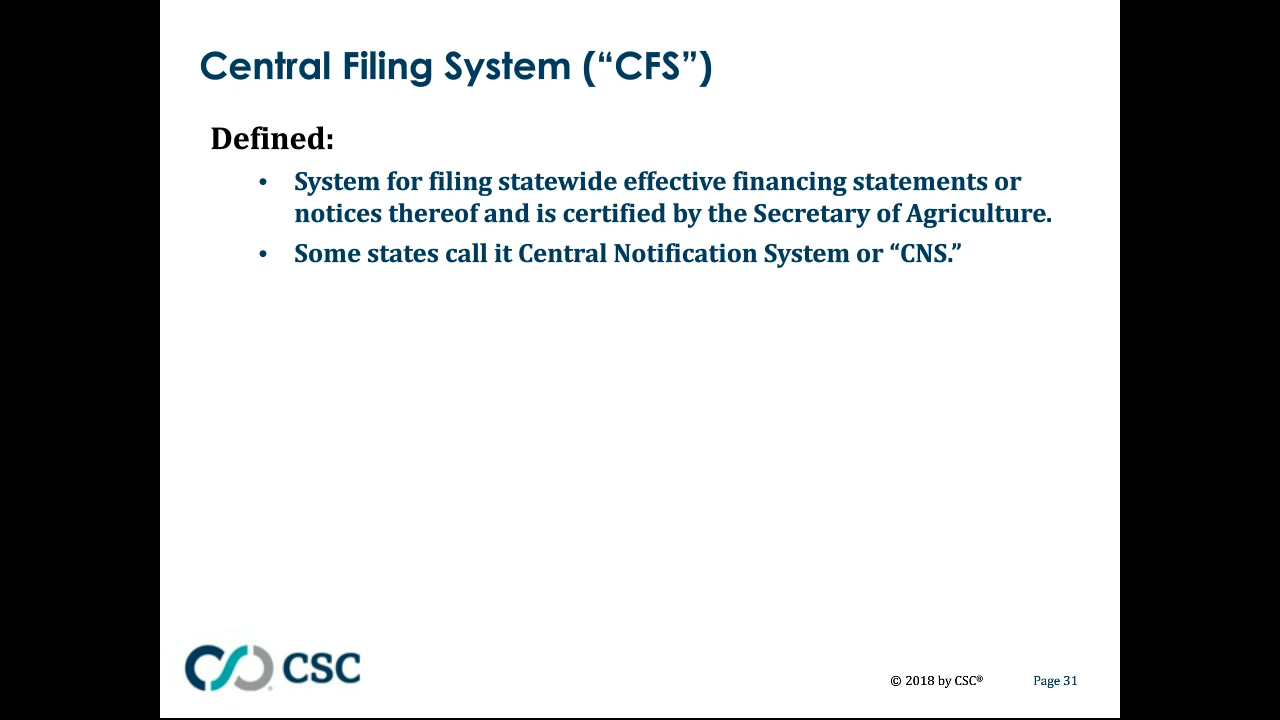 Central Filing System (“CFS”)
Defined:
• System for filing statewide effective financing statements or
notices thereof and is certified by the Secretary of Agriculture.
• Some states call it Central Notification System or “CNS.”
CSC
© 2018 by CSC®
Page 31